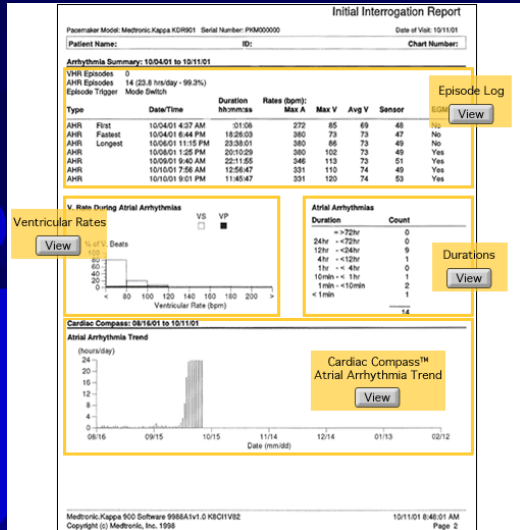 Initial Interrogation Report
Pacemaker Model: Medtronic.Kappa KDR901 Serial Number: PKM000000 Date of Visit: 10/11/01
Patient Name: ID: Chart Number:
Arrhythmia Summary: 10/04/01 to 10/11/01
VHR Episodes 0
AHR Episodes 14 (23.8 hrs/day - 99.3%)
Episode Trigger Mode Switch
Episode Log
View
Duration Rates (bpm):
Type Date/Time hh:mm:ss Max A Max V Avg V Sensor EGM
AHR First 10/04/01 4:37 AM :01:06 272 85 69 48 No
AHR Fastest 10/04/01 6:44 PM 18:26:03 380 73 73 47 No
AHR Longest 10/06/01 11:15 PM 23:38:01 380 86 73 49 No
AHR 10/08/01 1:25 PM 20:10:29 380 102 73 49 Yes
AHR 10/09/01 9:40 AM 22:11:55 346 113 73 51 Yes
AHR 10/10/01 7:56 AM 12:56:47 331 110 74 49 Yes
AHR 10/10/01 9:01 PM 11:45:47 331 120 74 53 Yes
V. Rate During Atrial Arrhythmias
VS VP
Ventricular Rates
View
% of V. Beats
100
80
60
40
20
0
< 80 100 120 140 160 180 200 >
Ventricular Rate (bpm)
Atrial Arrhythmias
Duration Count
=>72hr 0
24hr - <72hr 0
12hr - <24hr 9
4hr - <12hr 1
1hr - < 4hr 0
10min - < 1hr 1
1min - <10min 2
< 1min 1
14
Durations
View
Cardiac Compass: 08/16/01 to 10/11/01
Atrial Arrhythmia Trend
(hours/day)
24
20
16
12
8
4
0
08/16 09/15 10/15 11/14 12/14 01/13 02/12
Date (mm/dd)
Cardiac Compass™
Atrial Arrhythmia Trend
View
Medtronic.Kappa 900 Software 9988A1v1.0 K8CI1V82 10/11/01 8:48:01 AM
Copyright (c) Medtronic, Inc. 1998 Page 2